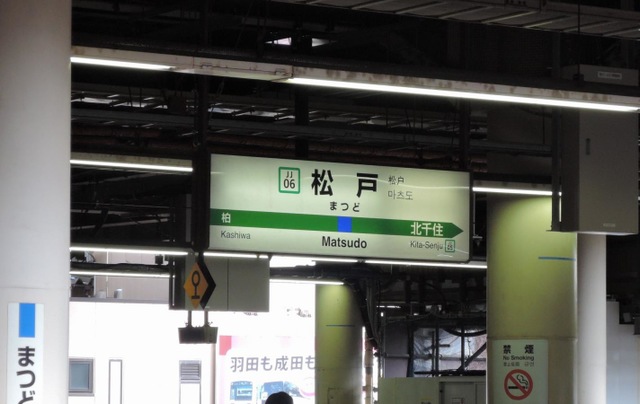 JJ
06
松戸
松户
마츠도
まつど
柏
北千住
Kashiwa
Matsudo
Kita-Senju
まつど
羽田も成田も
禁煙
No Smoking